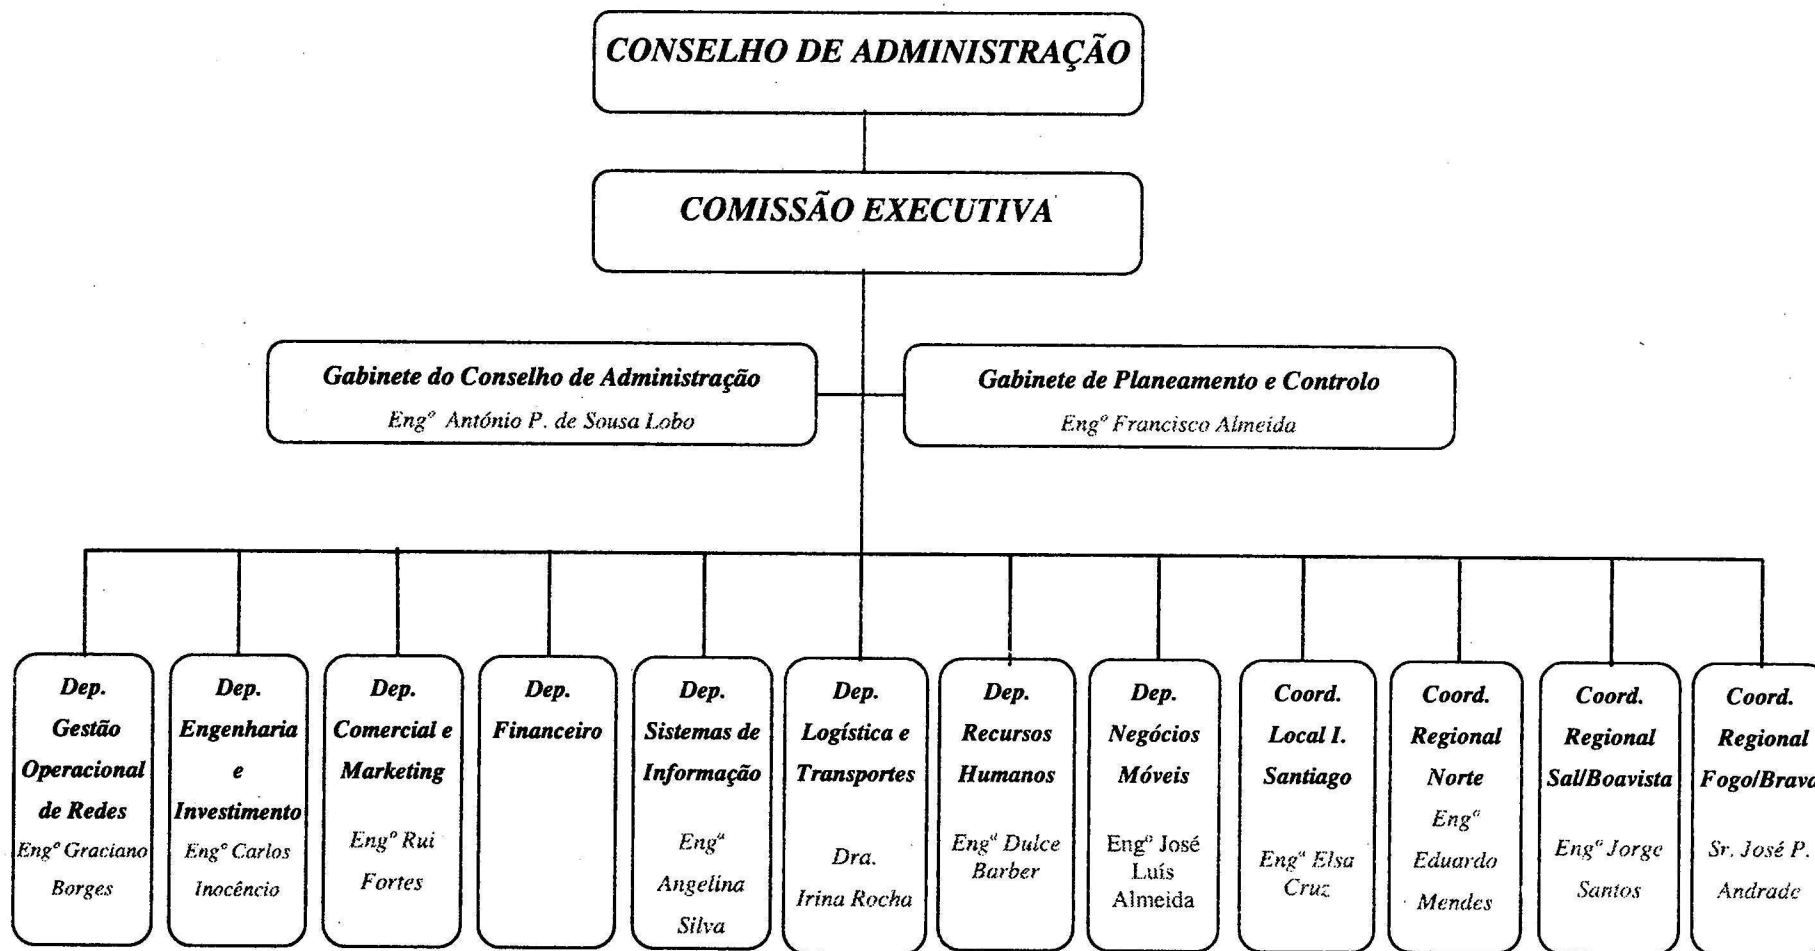 CONSELHO DE ADMINISTRAÇÃO
COMISSÃO EXECUTIVA
Gabinete do Conselho de Administração
Engº António P. de Sousa Lobo
Gabinete de Planeamento e Controlo
Engº Francisco Almeida
Dep.
Gestão
Operacional
de Redes
Engº Graciano
Borges
Dep.
Engenharia
e
Investimento
Engº Carlos
Inocêncio
Dep.
Comercial e
Marketing
Engº Rui
Fortes
Dep.
Financeiro
Dep.
Sistemas de
Informação
Engª
Angelina
Silva
Dep.
Logística e
Transportes
Dra.
Irina Rocha
Dep.
Recursos
Humanos
Engª Dulce
Barber
Dep.
Negócios
Móveis
Engº José
Luís
Almeida
Coord.
Local I.
Santiago
Engª Elsa
Cruz
Coord.
Regional
Norte
Engº
Eduardo
Mendes
Coord.
Regional
Sal/Boavista
Engº Jorge
Santos
Coord.
Regional
Fogo/Brava
Sr. José P.
Andrade